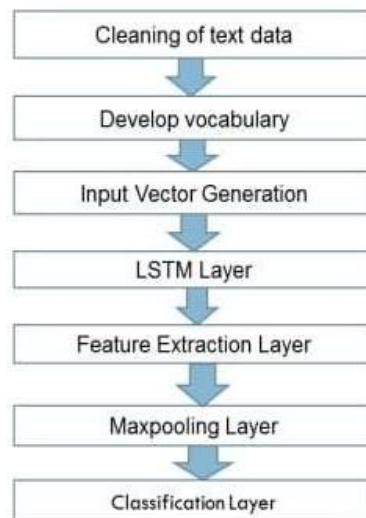 Cleaning of text data
Develop vocabulary
Input Vector Generation
LSTM Layer
Feature Extraction Layer
Maxpooling Layer
Classification Layer